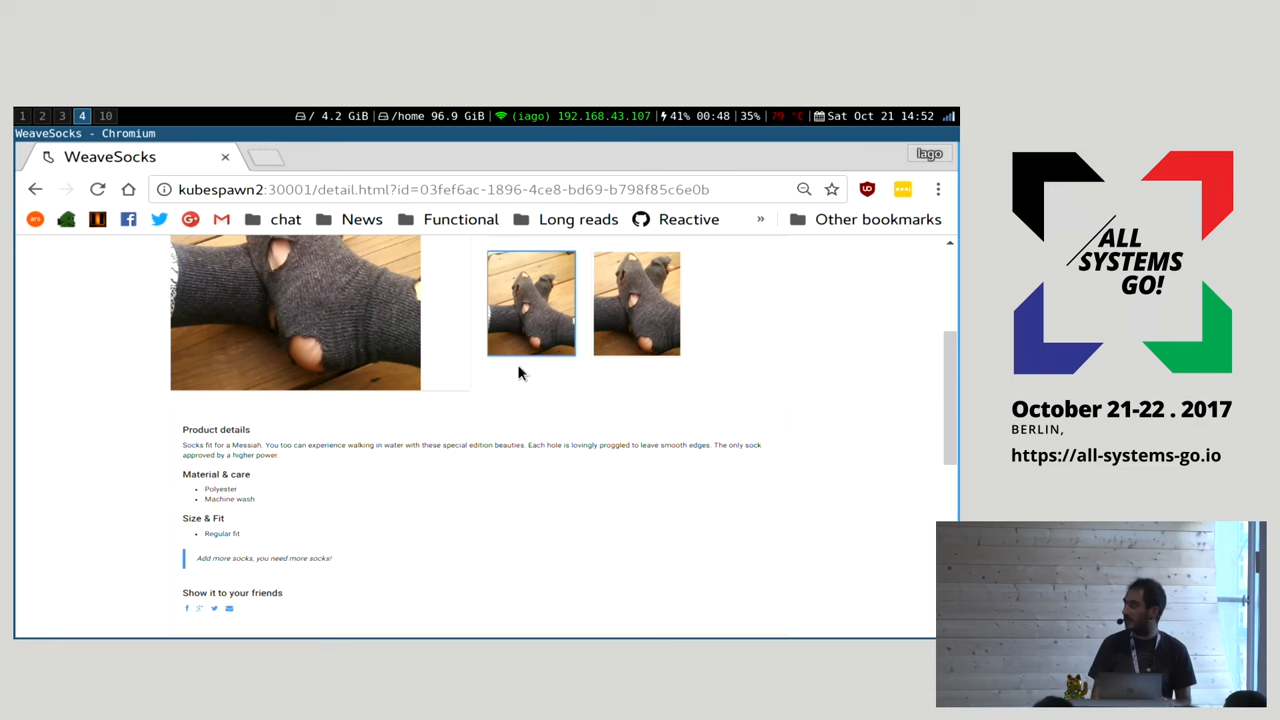 1 2 3 4 10
/ 4.2 GiB | /home 96.9 GiB | (iago) 192.168.43.107 | 41% 00:48 | 35% | 79 °C | Sat Oct 21 14:52
WeaveSocks - Chromium
WeaveSocks
Iago
kubespawn2:30001/detail.html?id=03fef6ac-1896-4ce8-bd69-b798f85c6e0b
ars
chat
News
Functional
Long reads
Reactive
»
Other bookmarks
Product details
Socks fit for a Messiah. You too can experience walking in water with these special edition beauties. Each hole is lovingly proggled to leave smooth edges. The only sock
approved by a higher power.
Material & care
• Polyester
• Machine wash
Size & Fit
• Regular fit
Add more socks, you need more socks!
Show it to your friends
ALL
SYSTEMS
GO!
October 21-22 . 2017
BERLIN,
https://all-systems-go.io